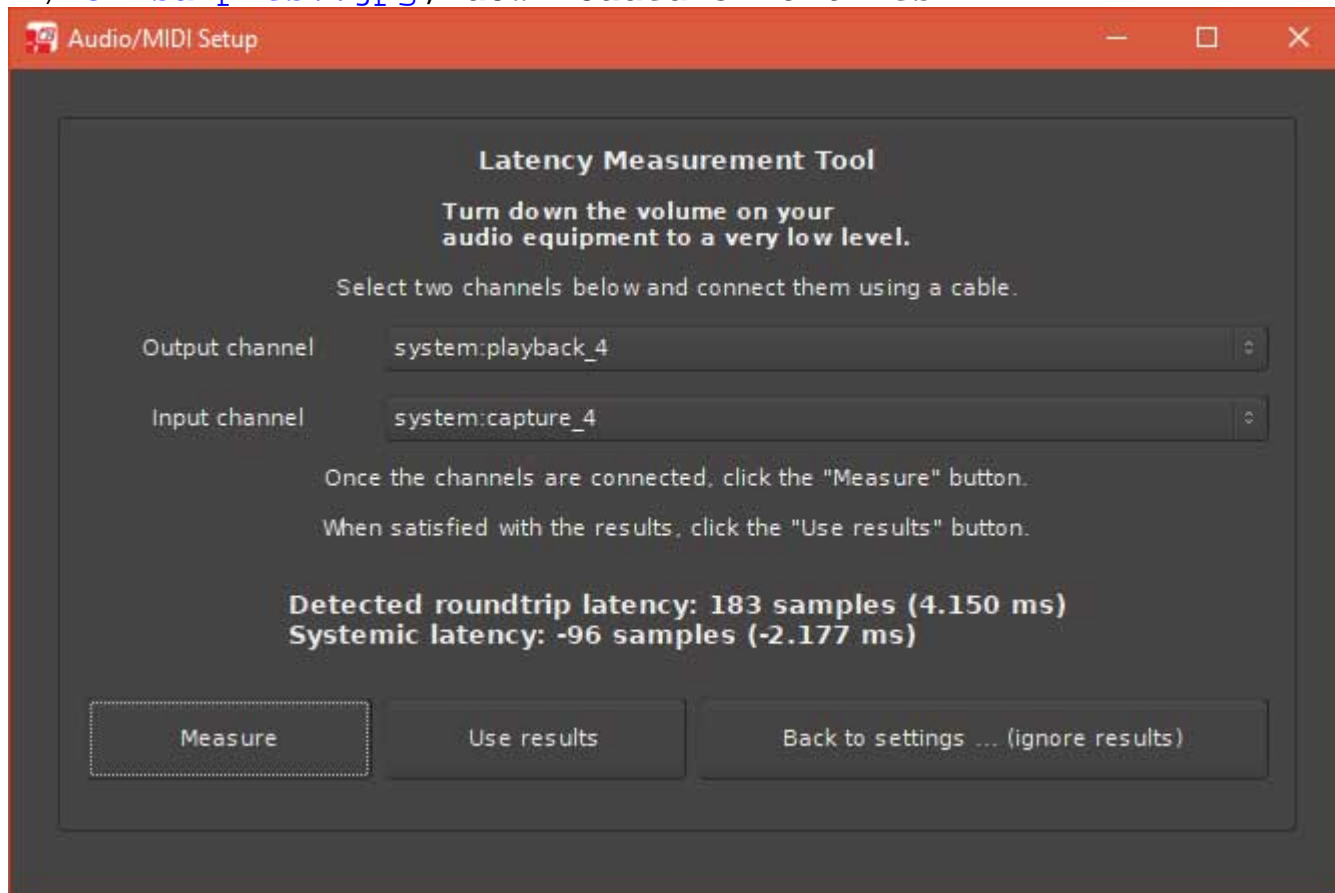 Audio/MIDI Setup
Latency Measurement Tool
Turn down the volume on your
audio equipment to a very low level.
Select two channels below and connect them using a cable.
Output channel system:playback_4
Input channel system:capture_4
Once the channels are connected, click the "Measure" button.
When satisfied with the results, click the "Use results" button.
Detected roundtrip latency: 183 samples (4.150 ms)
Systemic latency: -96 samples (-2.177 ms)
Measure Use results Back to settings ... (ignore results)